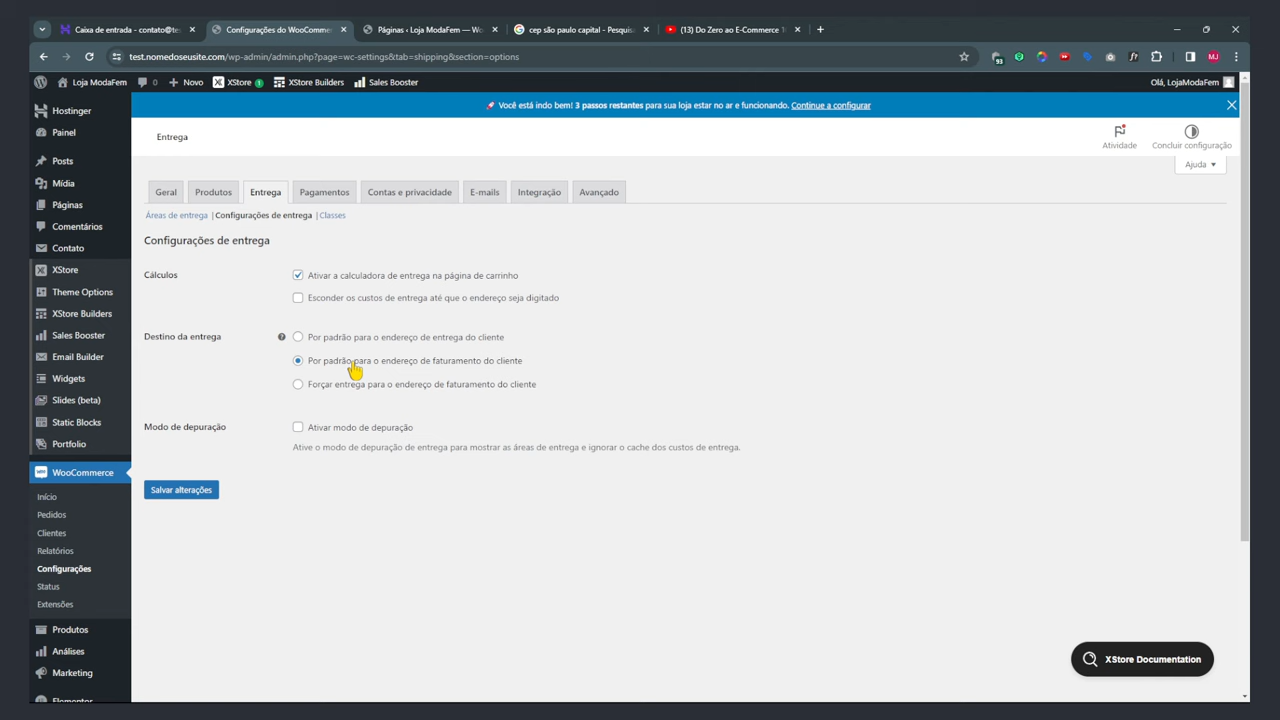 Caixa de entrada - contato@tes
Configurações do WooCommer
Páginas ‹ Loja ModaFem — Wo
cep são paulo capital - Pesquis
(13) Do Zero ao E-Commerce
test.nomedoseusite.com/wp-admin/admin.php?page=wc-settings&tab=shipping&section=options
93
MJ
Loja ModaFem
0
Novo
XStore 1
XStore Builders
Sales Booster
Olá, LojaModaFem
Hostinger
Painel
Posts
Mídia
Páginas
Comentários
Contato
XStore
Theme Options
XStore Builders
Sales Booster
Email Builder
Widgets
Slides (beta)
Static Blocks
Portfolio
WooCommerce
Início
Pedidos
Clientes
Relatórios
Configurações
Status
Extensões
Produtos
Análises
Marketing
Elementor
Você está indo bem! 3 passos restantes para sua loja estar no ar e funcionando. Continue a configurar
Entrega
Atividade
Concluir configuração
Ajuda
Geral
Produtos
Entrega
Pagamentos
Contas e privacidade
E-mails
Integração
Avançado
Áreas de entrega | Configurações de entrega | Classes
Configurações de entrega
Cálculos
Ativar a calculadora de entrega na página de carrinho
Esconder os custos de entrega até que o endereço seja digitado
Destino da entrega
Por padrão para o endereço de entrega do cliente
Por padrão para o endereço de faturamento do cliente
Forçar entrega para o endereço de faturamento do cliente
Modo de depuração
Ativar modo de depuração
Ative o modo de depuração de entrega para mostrar as áreas de entrega e ignorar o cache dos custos de entrega.
Salvar alterações
XStore Documentation